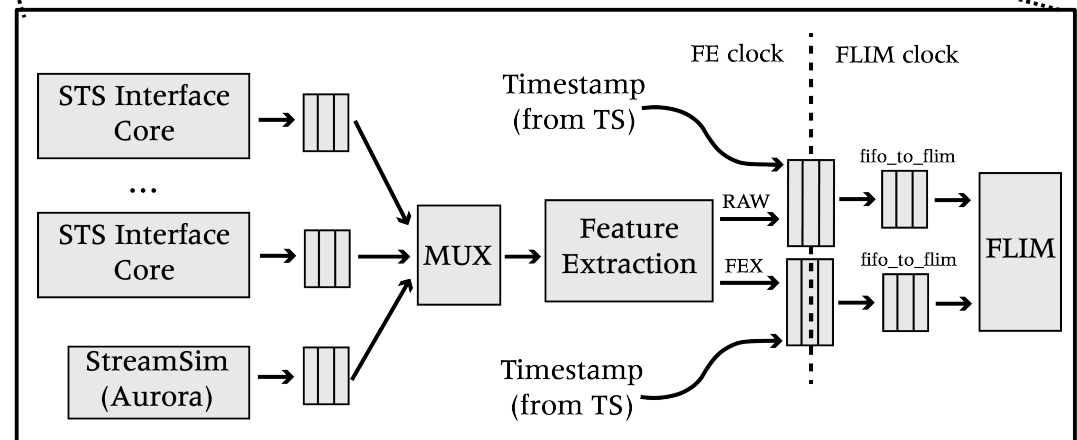 FE clock
FLIM clock
STS Interface
Core
Timestamp
(from TS)
fifo_to_flim
...
RAW
STS Interface
Core
MUX
Feature
Extraction
FLIM
FEX
fifo_to_flim
StreamSim
(Aurora)
Timestamp
(from TS)